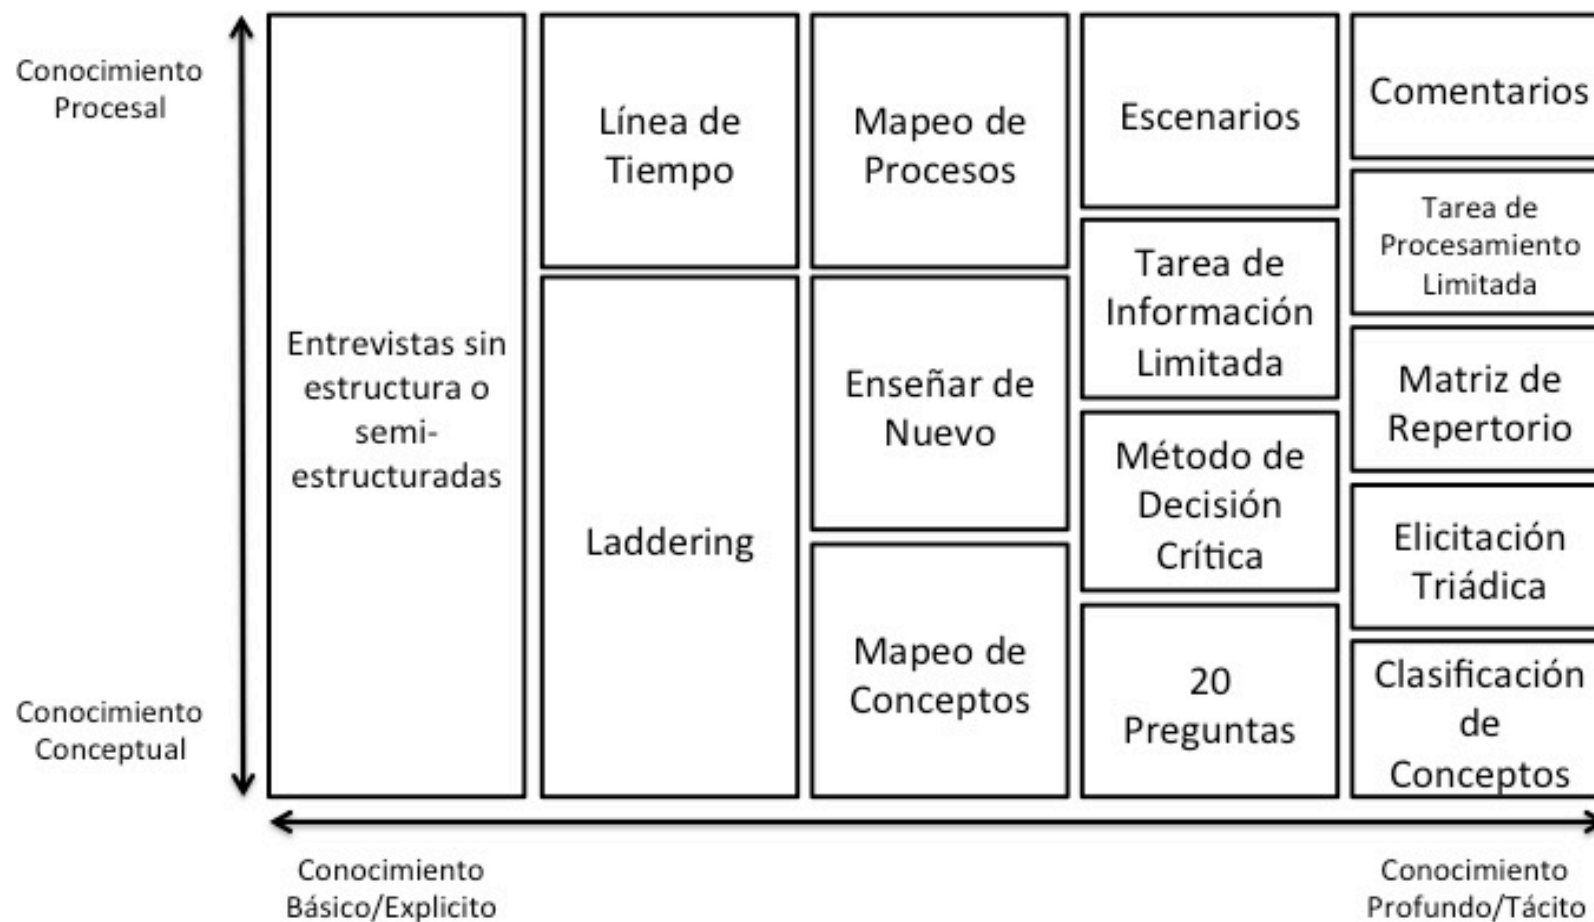 Conocimiento
Procesal
Conocimiento
Conceptual
Entrevistas sin
estructura o
semi-
estructuradas
Línea de
Tiempo
Laddering
Mapeo de
Procesos
Enseñar de
Nuevo
Mapeo de
Conceptos
Escenarios
Tarea de
Información
Limitada
Método de
Decisión
Crítica
20
Preguntas
Comentarios
Tarea de
Procesamiento
Limitada
Matriz de
Repertorio
Elicitación
Triádica
Clasificación
de
Conceptos
Conocimiento
Básico/Explicito
Conocimiento
Profundo/Tácito